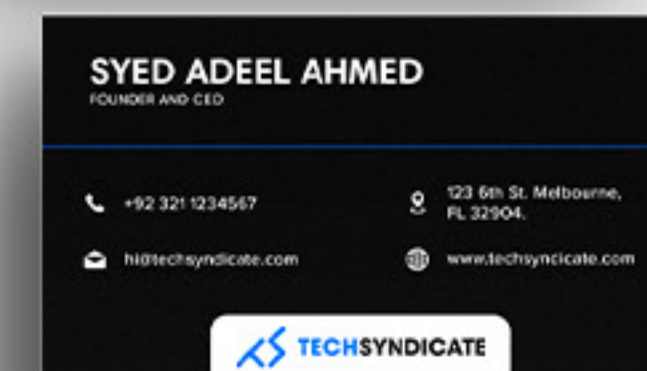 SYED ADEEL AHMED
FOUNDER AND CEO
+92 321 1234567
123 6th St. Melbourne,
FL 32904.
hi@techsyndicate.com
www.techsyndicate.com
TECHSYNDICATE